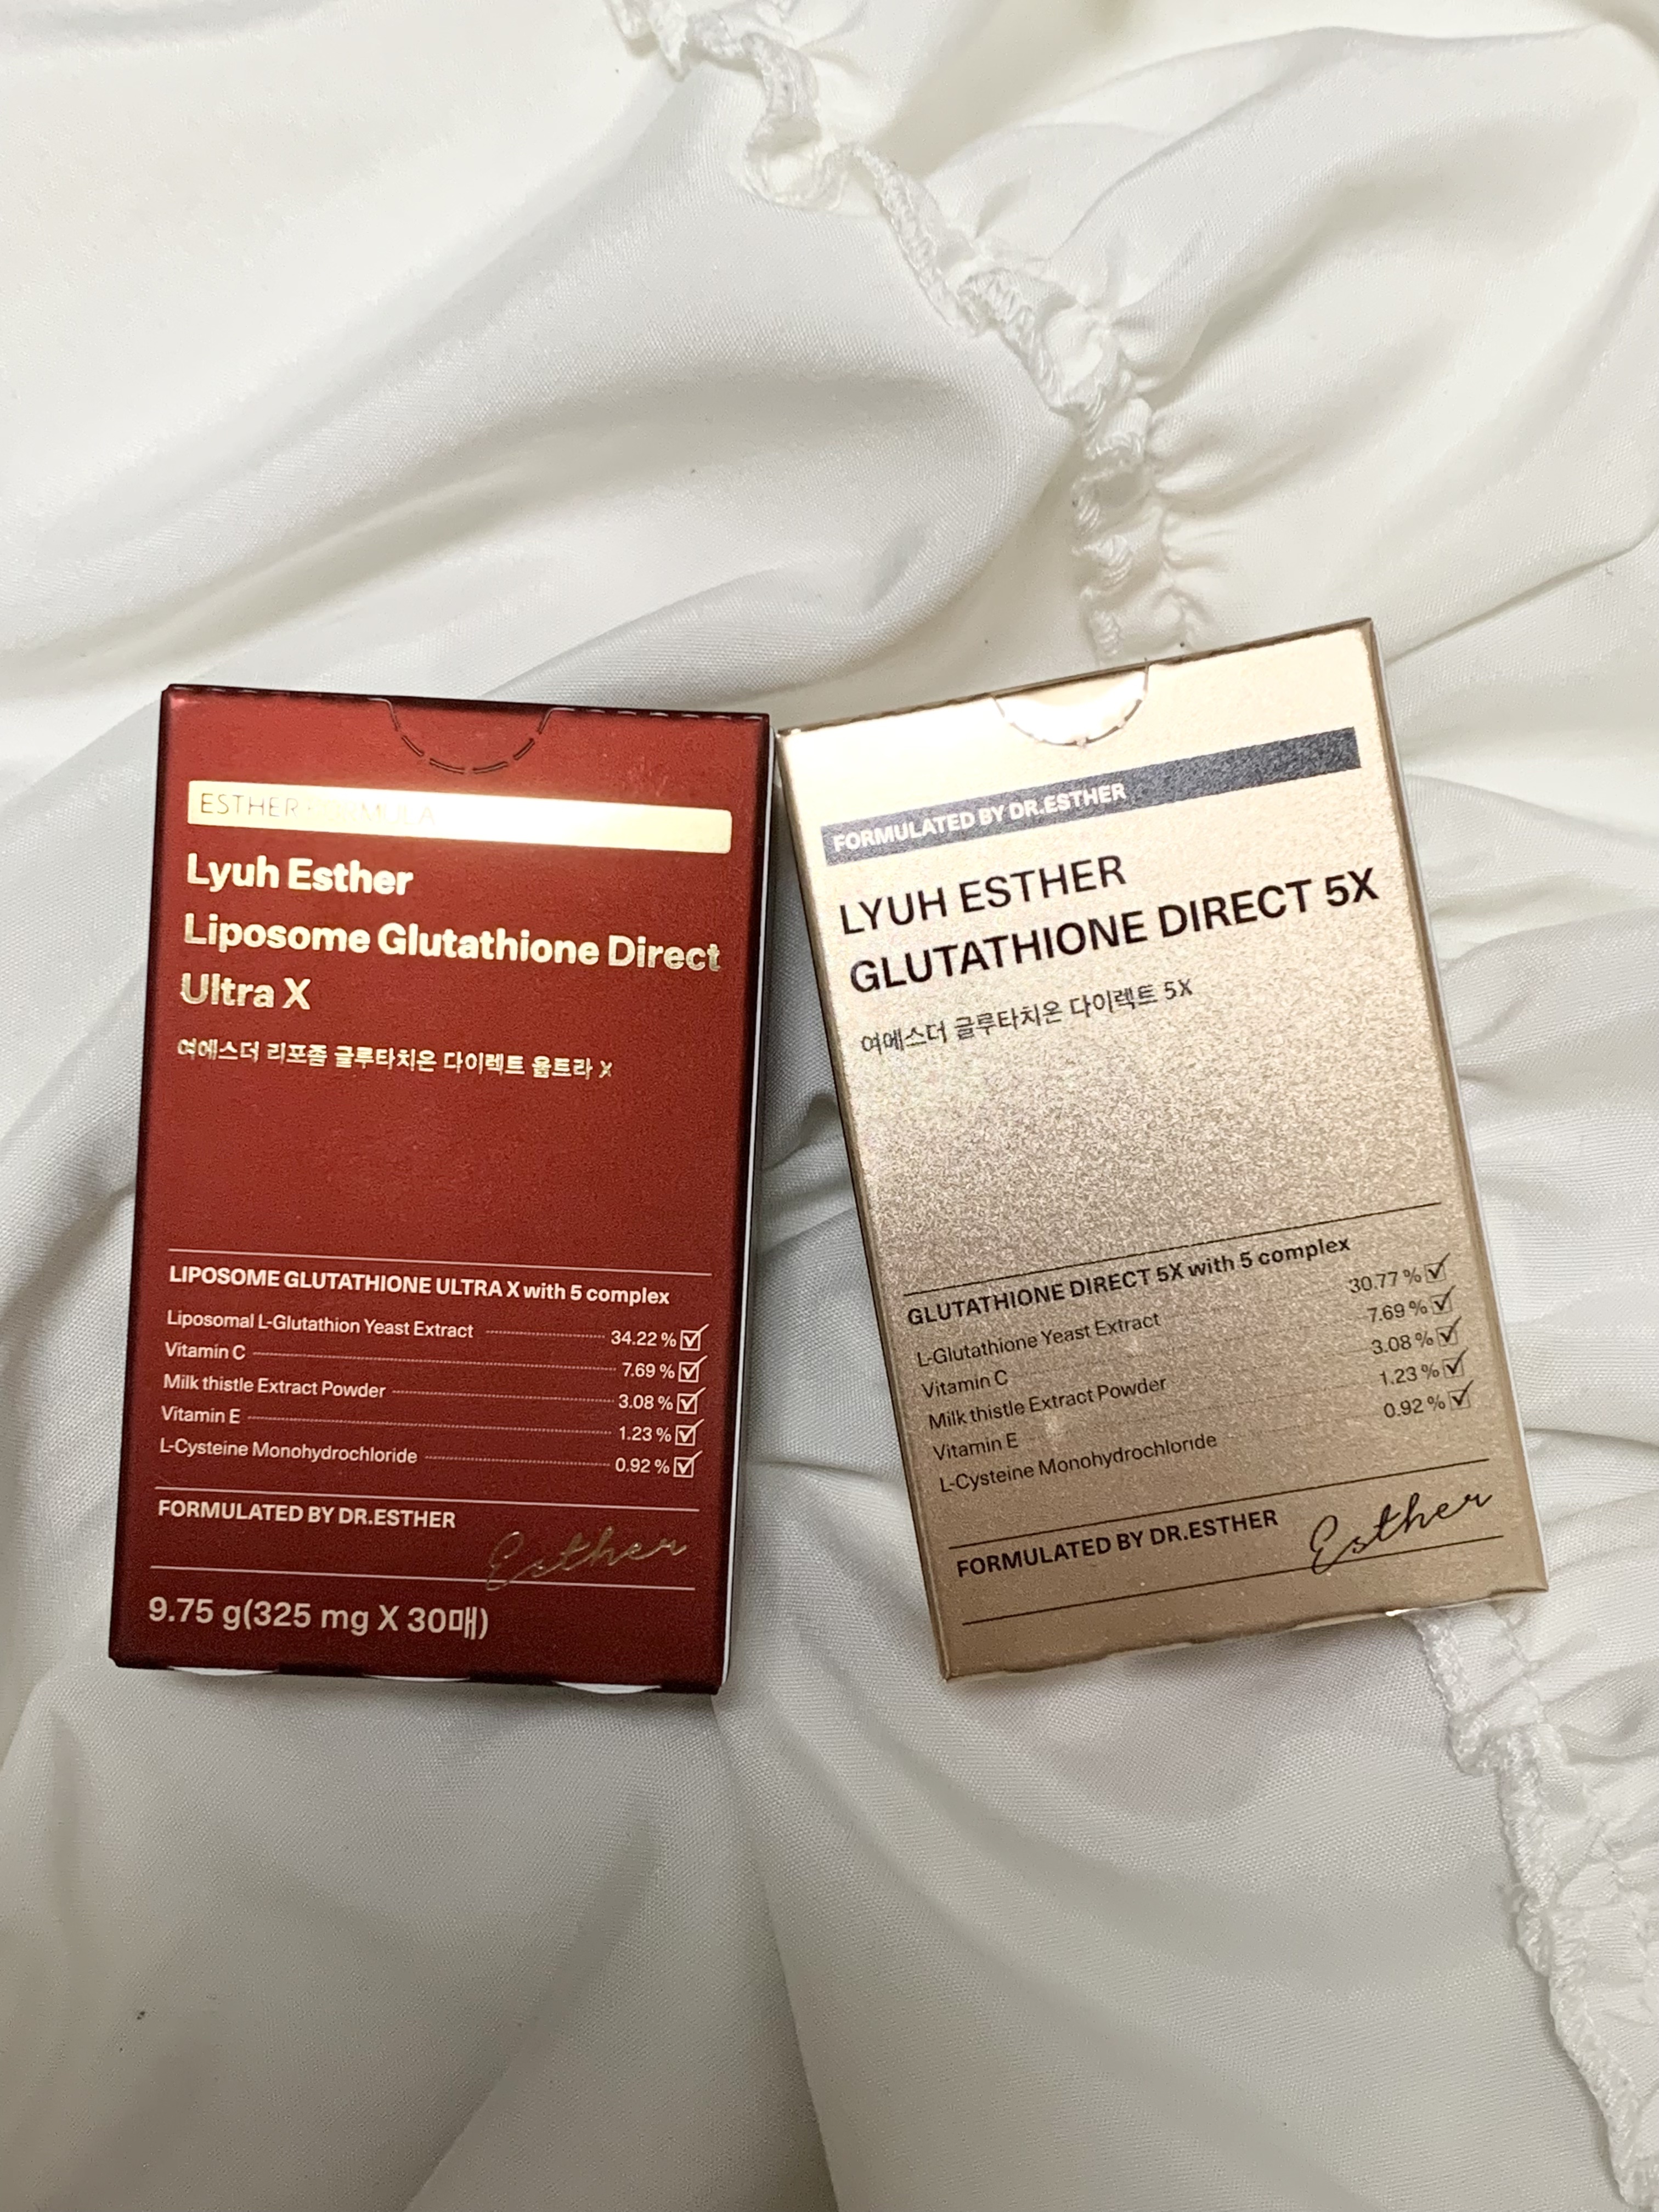 ESTHER FORMULA
Lyuh Esther
Liposome Glutathione Direct
Ultra X
여에스더 리포좀 글루타치온 다이렉트 울트라 X
LIPOSOME GLUTATHIONE ULTRA X with 5 complex
Liposomal L-Glutathion Yeast Extract 34.22 %
Vitamin C 7.69 %
Milk thistle Extract Powder 3.08 %
Vitamin E 1.23 %
L-Cysteine Monohydrochloride 0.92 %
FORMULATED BY DR.ESTHER
Esther
9.75 g(325 mg X 30매)
FORMULATED BY DR.ESTHER
LYUH ESTHER
GLUTATHIONE DIRECT 5X
여에스더 글루타치온 다이렉트 5X
GLUTATHIONE DIRECT 5X with 5 complex
L-Glutathione Yeast Extract 30.77 %
Vitamin C 7.69 %
Milk thistle Extract Powder 3.08 %
Vitamin E 1.23 %
L-Cysteine Monohydrochloride 0.92 %
FORMULATED BY DR.ESTHER
Esther